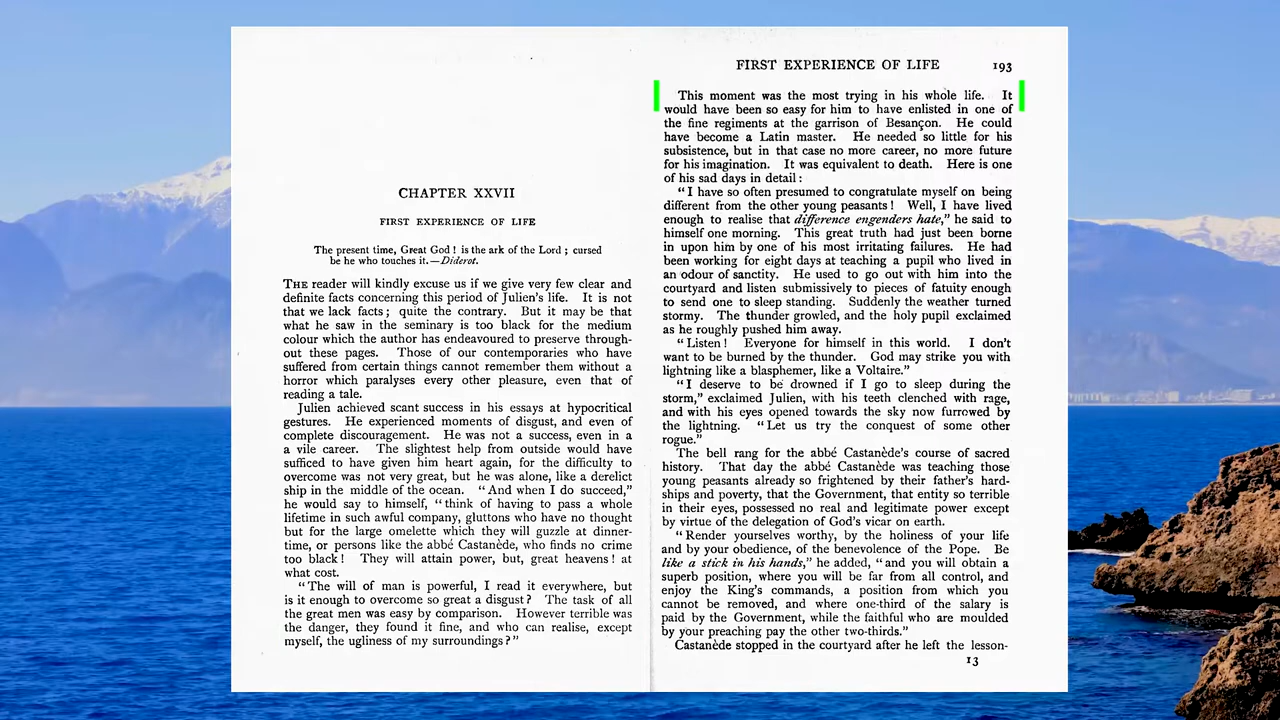 CHAPTER XXVII
FIRST EXPERIENCE OF LIFE
The present time, Great God! is the ark of the Lord; cursed
be he who touches it.—Diderot.
THE reader will kindly excuse us if we give very few clear and
definite facts concerning this period of Julien's life. It is not
that we lack facts; quite the contrary. But it may be that
what he saw in the seminary is too black for the medium
colour which the author has endeavoured to preserve through-
out these pages. Those of our contemporaries who have
suffered from certain things cannot remember them without a
horror which paralyses every other pleasure, even that of
reading a tale.
Julien achieved scant success in his essays at hypocritical
gestures. He experienced moments of disgust, and even of
complete discouragement. He was not a success, even in a
a vile career. The slightest help from outside would have
sufficed to have given him heart again, for the difficulty to
overcome was not very great, but he was alone, like a derelict
ship in the middle of the ocean. "And when I do succeed,"
he would say to himself, "think of having to pass a whole
lifetime in such awful company, gluttons who have no thought
but for the large omelette which they will guzzle at dinner-
time, or persons like the abbé Castanède, who finds no crime
too black! They will attain power, but, great heavens! at
what cost.
"The will of man is powerful, I read it everywhere, but
is it enough to overcome so great a disgust? The task of all
the great men was easy by comparison. However terrible was
the danger, they found it fine, and who can realise, except
myself, the ugliness of my surroundings?"
FIRST EXPERIENCE OF LIFE 193
This moment was the most trying in his whole life. It
would have been so easy for him to have enlisted in one of
the fine regiments at the garrison of Besançon. He could
have become a Latin master. He needed so little for his
subsistence, but in that case no more career, no more future
for his imagination. It was equivalent to death. Here is one
of his sad days in detail:
"I have so often presumed to congratulate myself on being
different from the other young peasants! Well, I have lived
enough to realise that difference engenders hate," he said to
himself one morning. This great truth had just been borne
in upon him by one of his most irritating failures. He had
been working for eight days at teaching a pupil who lived in
an odour of sanctity. He used to go out with him into the
courtyard and listen submissively to pieces of fatuity enough
to send one to sleep standing. Suddenly the weather turned
stormy. The thunder growled, and the holy pupil exclaimed
as he roughly pushed him away.
"Listen! Everyone for himself in this world. I don't
want to be burned by the thunder. God may strike you with
lightning like a blasphemer, like a Voltaire."
"I deserve to be drowned if I go to sleep during the
storm," exclaimed Julien, with his teeth clenched with rage,
and with his eyes opened towards the sky now furrowed by
the lightning. "Let us try the conquest of some other
rogue."
The bell rang for the abbé Castanède's course of sacred
history. That day the abbé Castanède was teaching those
young peasants already so frightened by their father's hard-
ships and poverty, that the Government, that entity so terrible
in their eyes, possessed no real and legitimate power except
by virtue of the delegation of God's vicar on earth.
"Render yourselves worthy, by the holiness of your life
and by your obedience, of the benevolence of the Pope. Be
like a stick in his hands," he added, "and you will obtain a
superb position, where you will be far from all control, and
enjoy the King's commands, a position from which you
cannot be removed, and where one-third of the salary is
paid by the Government, while the faithful who are moulded
by your preaching pay the other two-thirds."
Castanède stopped in the courtyard after he left the lesson-
13